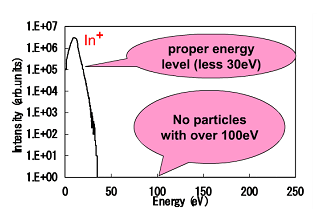 1.E+07
1.E+06
1.E+05
1.E+04
1.E+03
1.E+02
1.E+01
1.E+00
Intensity (arb.units)
In+
proper energy
level (less 30eV)
No particles
with over 100eV
0 50 100 150 200 250
Energy (eV)